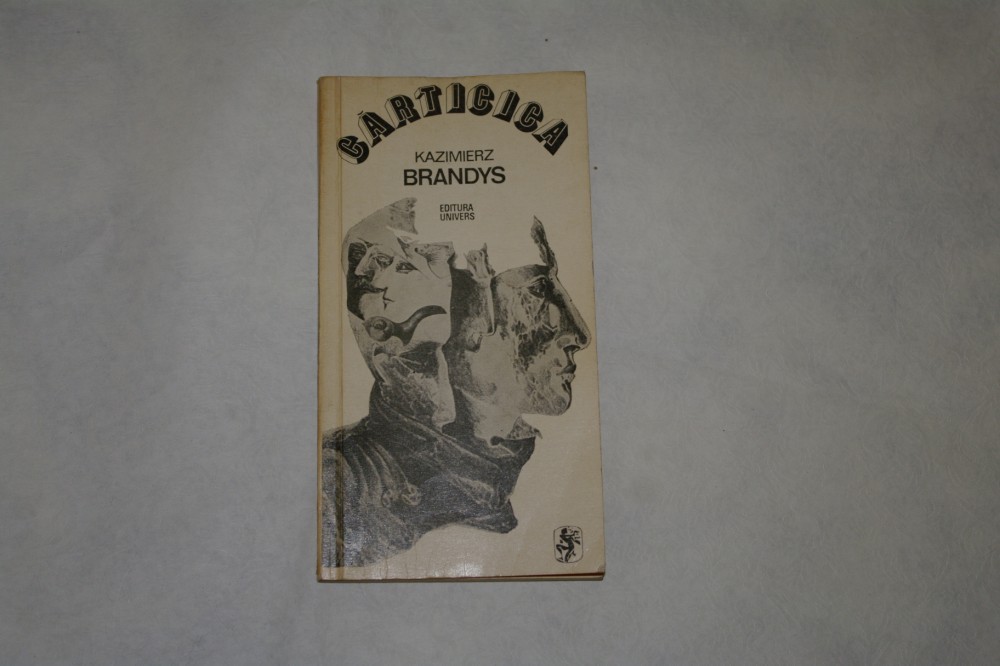 CĂRTICICA
KAZIMIERZ
BRANDYS
EDITURA
UNIVERS